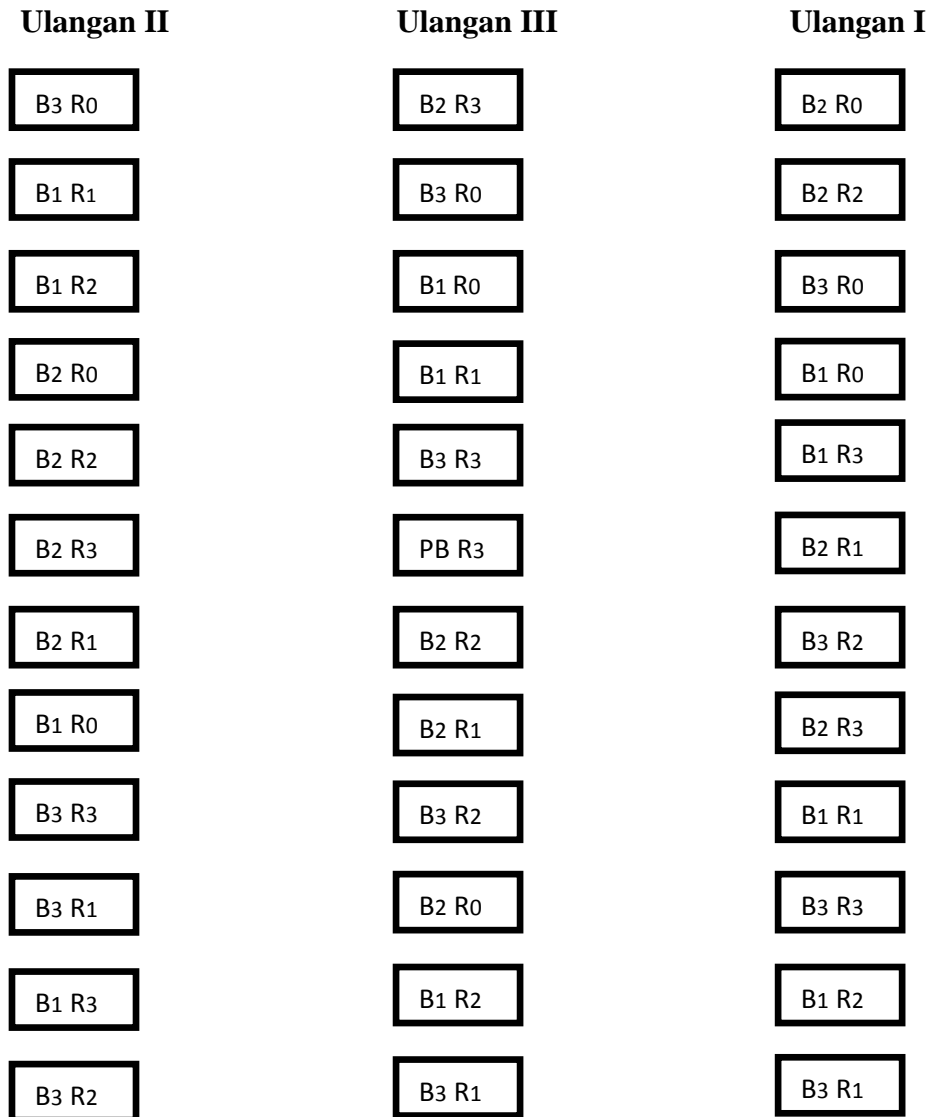 Ulangan II Ulangan III Ulangan I
B3 R0 B2 R3 B2 R0
B1 R1 B3 R0 B2 R2
B1 R2 B1 R0 B3 R0
B2 R0 B1 R1 B1 R0
B2 R2 B3 R3 B1 R3
B2 R3 PB R3 B2 R1
B2 R1 B2 R2 B3 R2
B1 R0 B2 R1 B2 R3
B3 R3 B3 R2 B1 R1
B3 R1 B2 R0 B3 R3
B1 R3 B1 R2 B1 R2
B3 R2 B3 R1 B3 R1